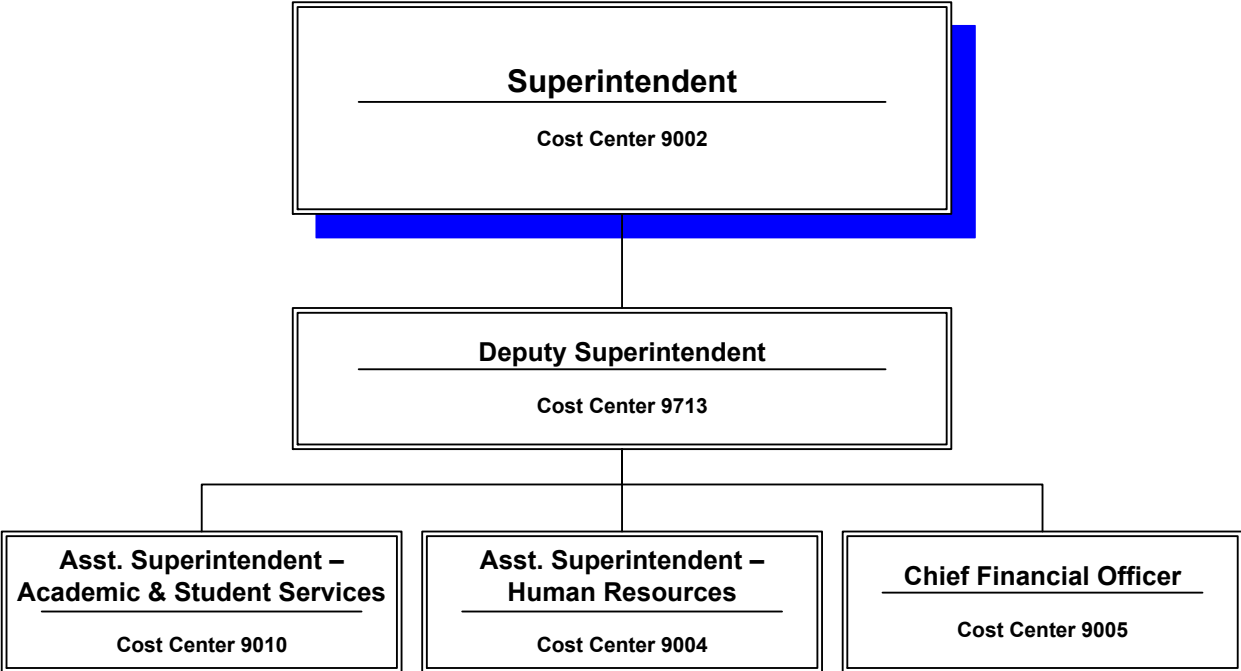 Superintendent
Cost Center 9002
Deputy Superintendent
Cost Center 9713
Asst. Superintendent –
Academic & Student Services
Cost Center 9010
Asst. Superintendent –
Human Resources
Cost Center 9004
Chief Financial Officer
Cost Center 9005